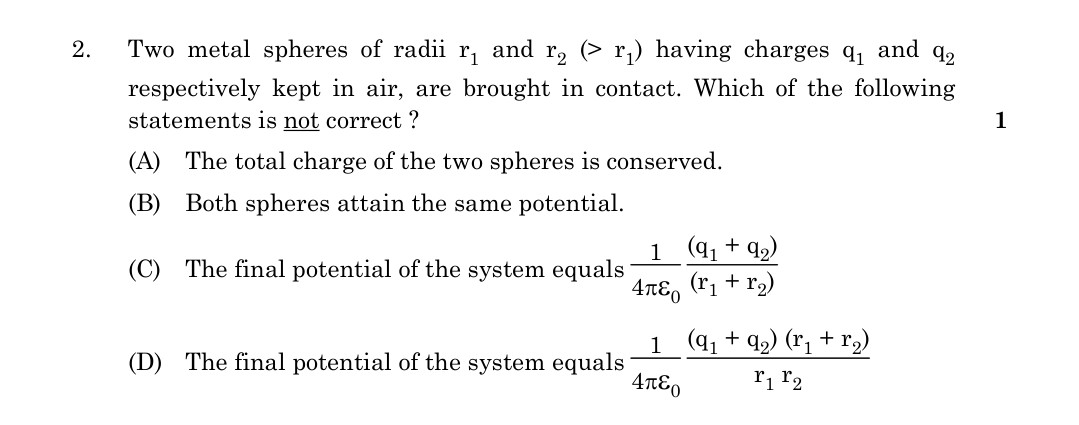 2. Two metal spheres of radii r₁ and r₂ (> r₁) having charges q₁ and q₂
respectively kept in air, are brought in contact. Which of the following
statements is not correct ? 1
(A) The total charge of the two spheres is conserved.
(B) Both spheres attain the same potential.
(C) The final potential of the system equals 1/4πε₀ (q₁ + q₂)/(r₁ + r₂)
(D) The final potential of the system equals 1/4πε₀ (q₁ + q₂) (r₁ + r₂)/r₁ r₂